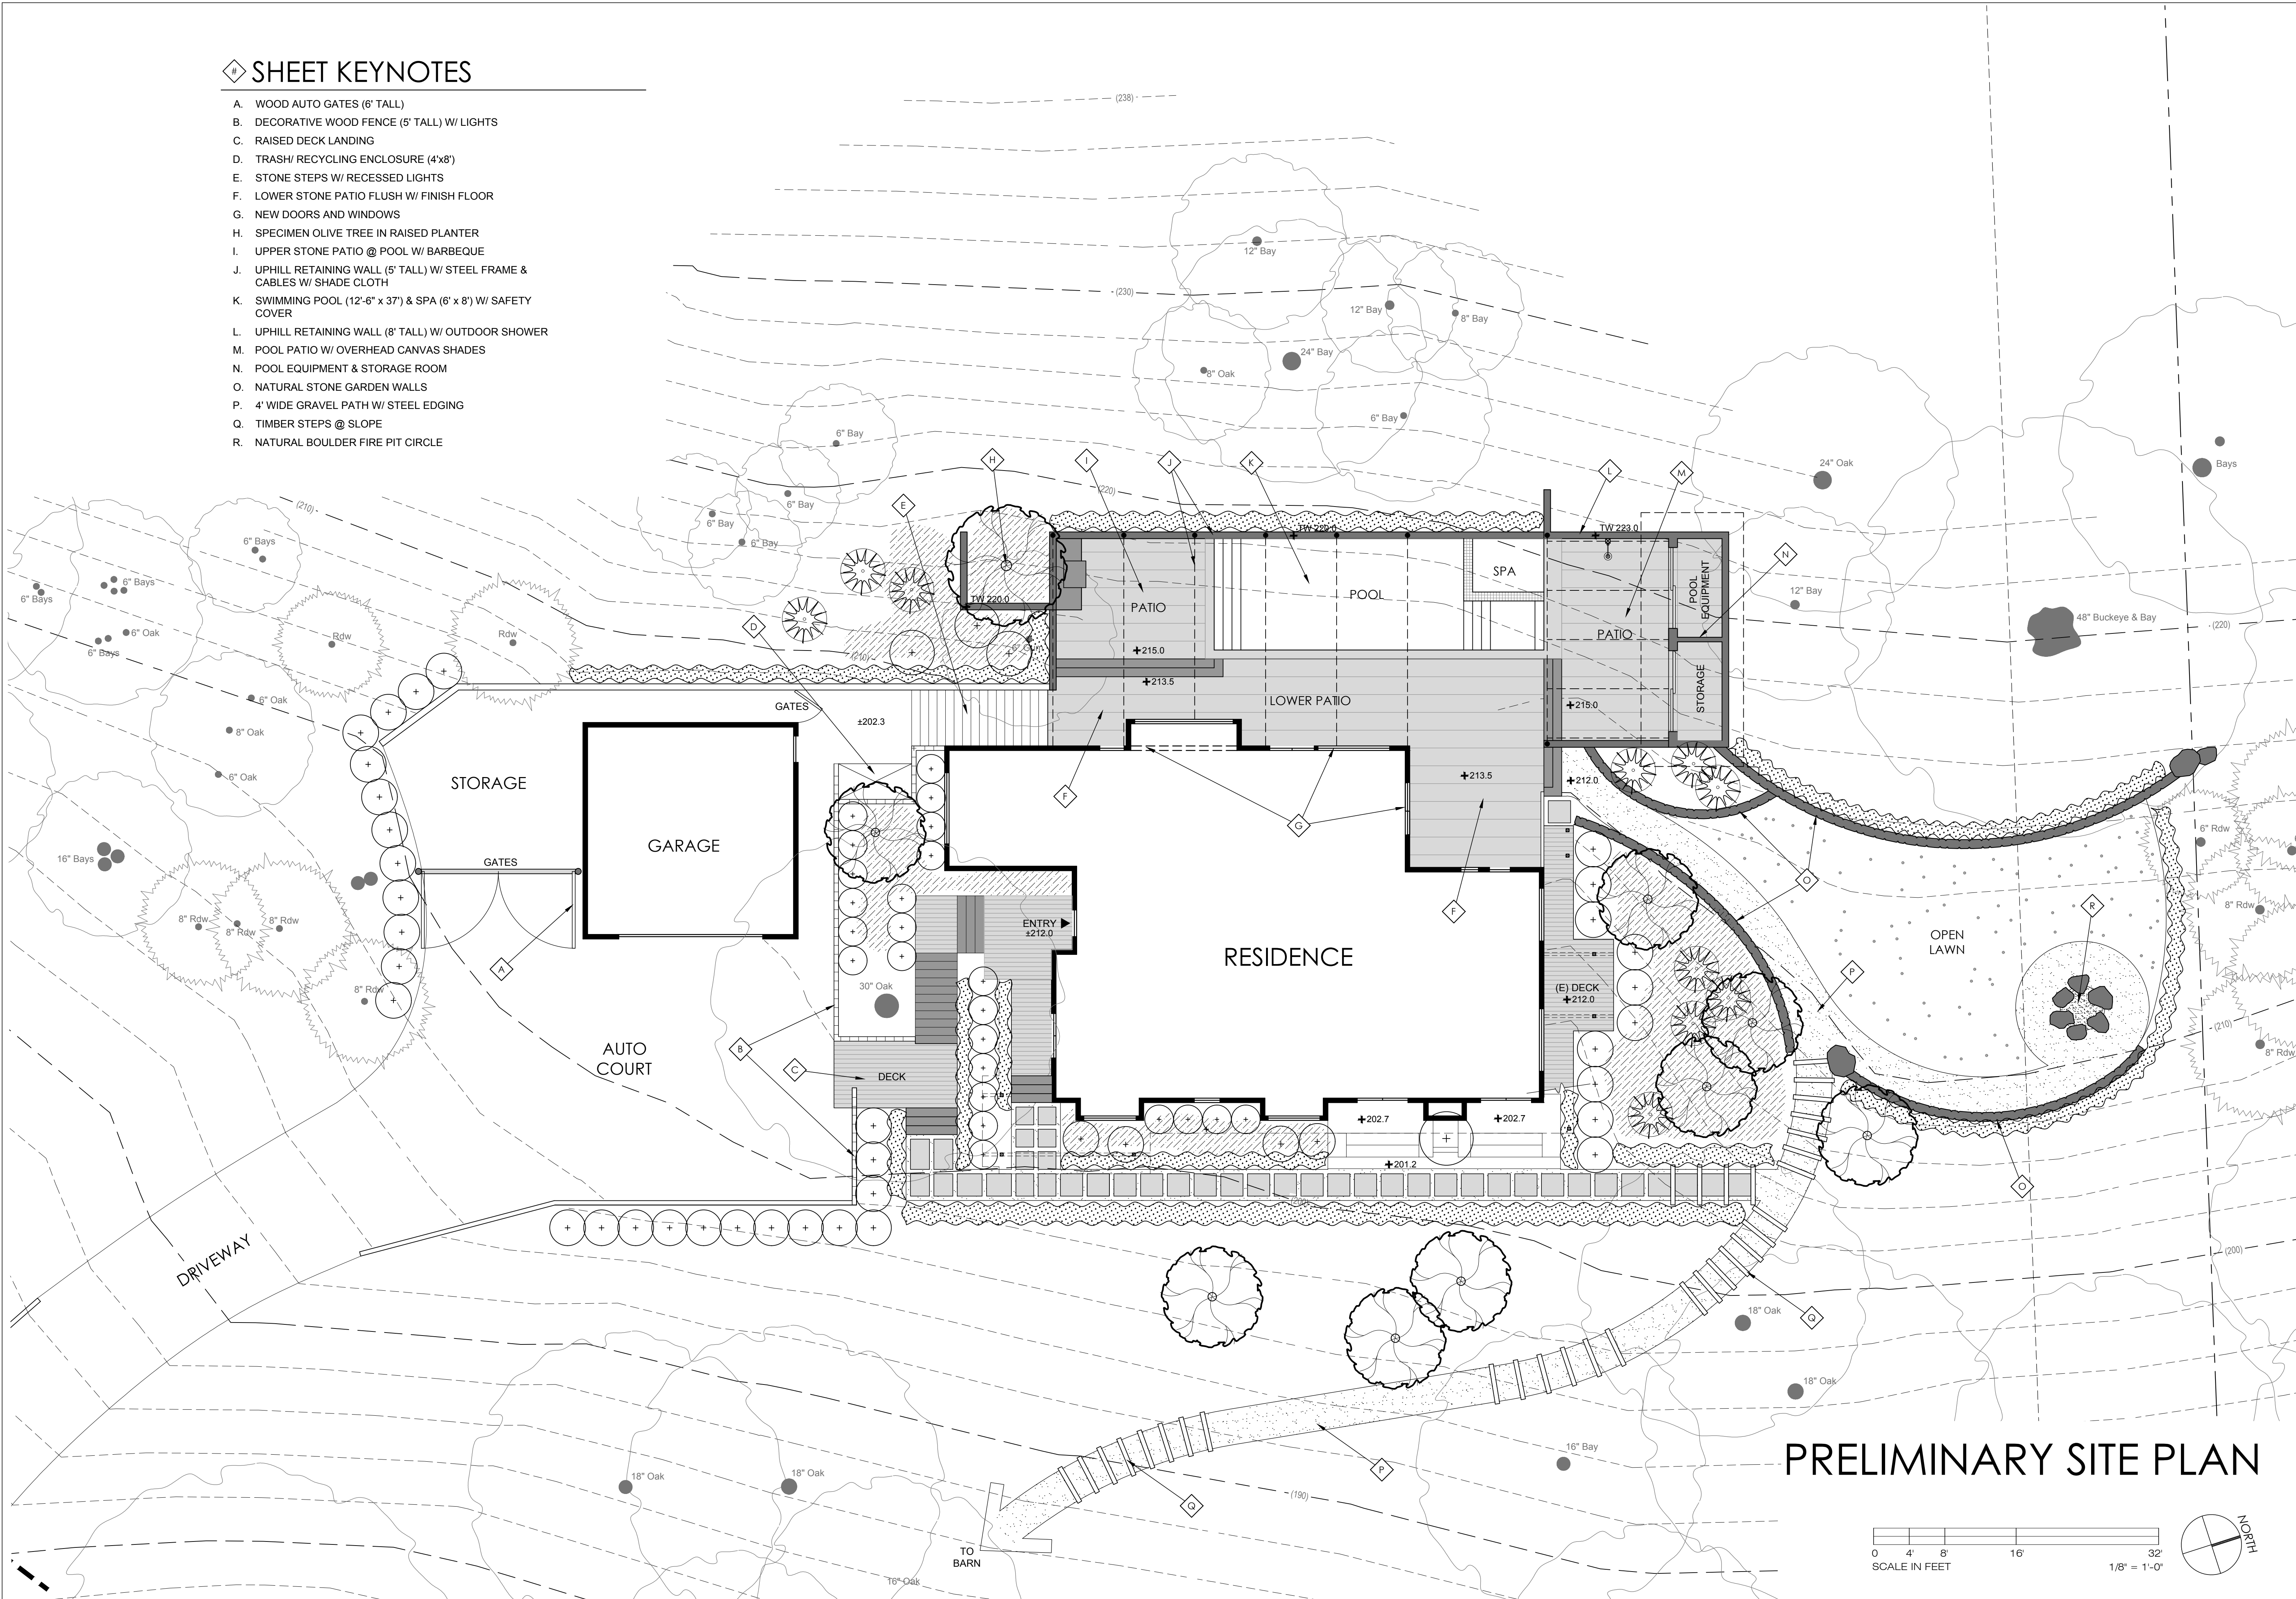 # SHEET KEYNOTES
A. WOOD AUTO GATES (6' TALL)
B. DECORATIVE WOOD FENCE (5' TALL) W/ LIGHTS
C. RAISED DECK LANDING
D. TRASH/ RECYCLING ENCLOSURE (4'x8')
E. STONE STEPS W/ RECESSED LIGHTS
F. LOWER STONE PATIO FLUSH W/ FINISH FLOOR
G. NEW DOORS AND WINDOWS
H. SPECIMEN OLIVE TREE IN RAISED PLANTER
I. UPPER STONE PATIO @ POOL W/ BARBEQUE
J. UPHILL RETAINING WALL (5' TALL) W/ STEEL FRAME &
CABLES W/ SHADE CLOTH
K. SWIMMING POOL (12'-6" x 37') & SPA (6' x 8') W/ SAFETY
COVER
L. UPHILL RETAINING WALL (8' TALL) W/ OUTDOOR SHOWER
M. POOL PATIO W/ OVERHEAD CANVAS SHADES
N. POOL EQUIPMENT & STORAGE ROOM
O. NATURAL STONE GARDEN WALLS
P. 4' WIDE GRAVEL PATH W/ STEEL EDGING
Q. TIMBER STEPS @ SLOPE
R. NATURAL BOULDER FIRE PIT CIRCLE
(238)
12" Bay
(230)
12" Bay
8" Bay
24" Bay
8" Oak
6" Bay
6" Bay
24" Oak
Bays
H
I
J
K
L
M
(220)
6" Bay
(210)
E
6" Bay
TW 220.0
TW 223.0
6" Bays
6" Bay
N
SPA
POOL
EQUIPMENT
6" Bays
6" Bays
TW 220.0
PATIO
POOL
12" Bay
48" Buckeye & Bay
(220)
6" Oak
Rdw
Rdw
D
PATIO
6" Bays
(210)
+215.0
+213.5
STORAGE
6" Oak
GATES
±202.3
LOWER PATIO
+215.0
8" Oak
6" Oak
STORAGE
+213.5
+212.0
F
G
GARAGE
6" Rdw
16" Bays
GATES
O
8" Rdw
8" Rdw
8" Rdw
ENTRY
±212.0
F
R
8" Rdw
OPEN
LAWN
RESIDENCE
A
P
8" Rdw
30" Oak
(E) DECK
+212.0
(210)
AUTO
COURT
B
C
DECK
8" Rdw
+202.7
+202.7
+201.2
O
DRIVEWAY
(200)
18" Oak
Q
18" Oak
16" Bay
PRELIMINARY SITE PLAN
18" Oak
18" Oak
P
(190)
Q
TO
BARN
16" Oak
0 4' 8' 16' 32'
SCALE IN FEET
1/8" = 1'-0"
NORTH